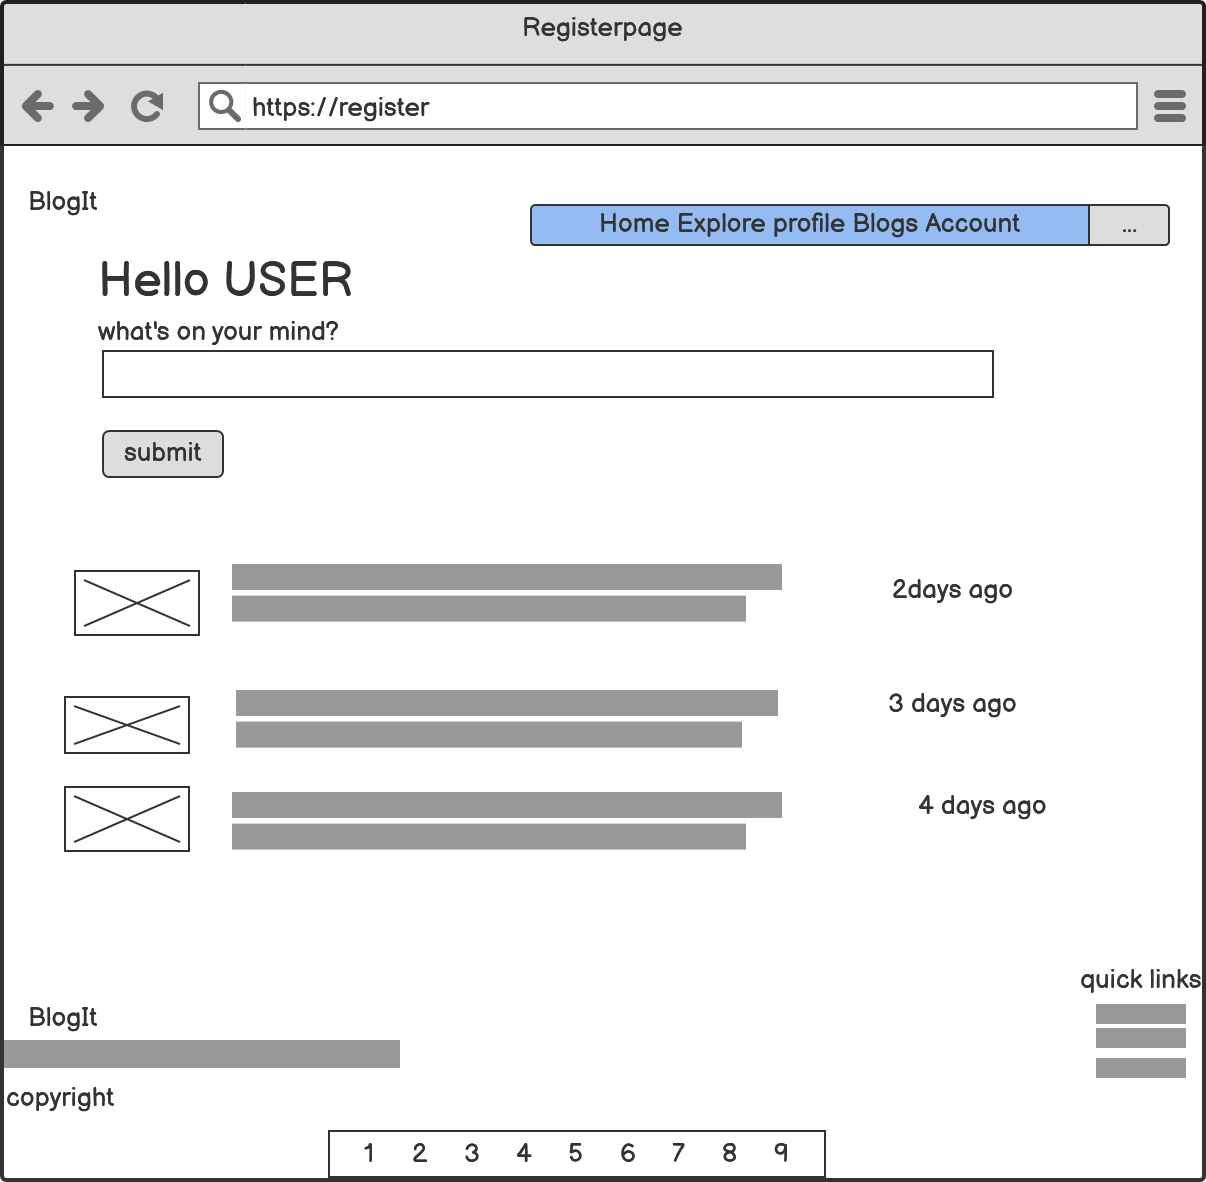 Registerpage
https://register
BlogIt
Home Explore profile Blogs Account
...
Hello USER
what's on your mind?
submit
2days ago
3 days ago
4 days ago
quick links
BlogIt
copyright
1 2 3 4 5 6 7 8 9